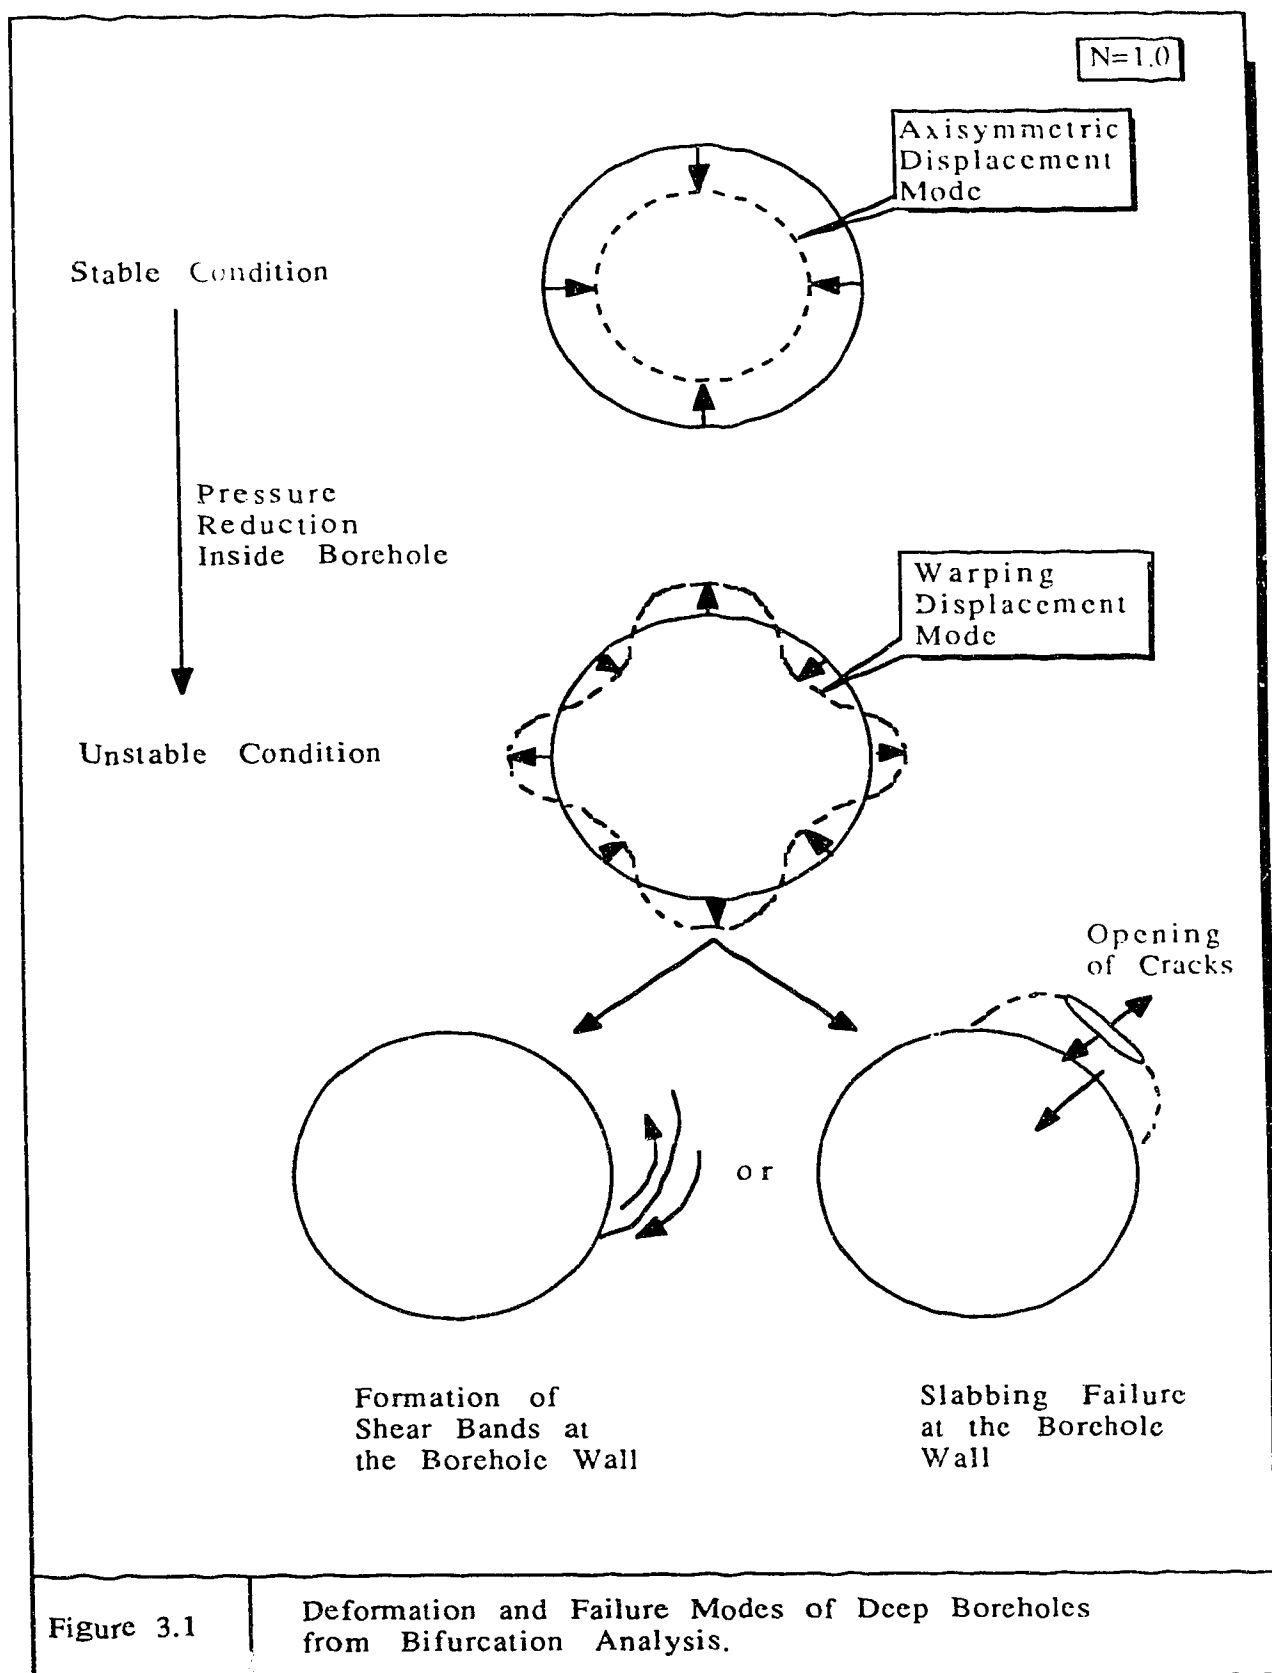 N=1.0
Axisymmetric
Displacement
Mode
Stable Condition
Pressure
Reduction
Inside Borehole
Warping
Displacement
Mode
Unstable Condition
Opening
of Cracks
or
Formation of
Shear Bands at
the Borehole Wall
Slabbing Failure
at the Borehole
Wall
Figure 3.1
Deformation and Failure Modes of Deep Boreholes
from Bifurcation Analysis.